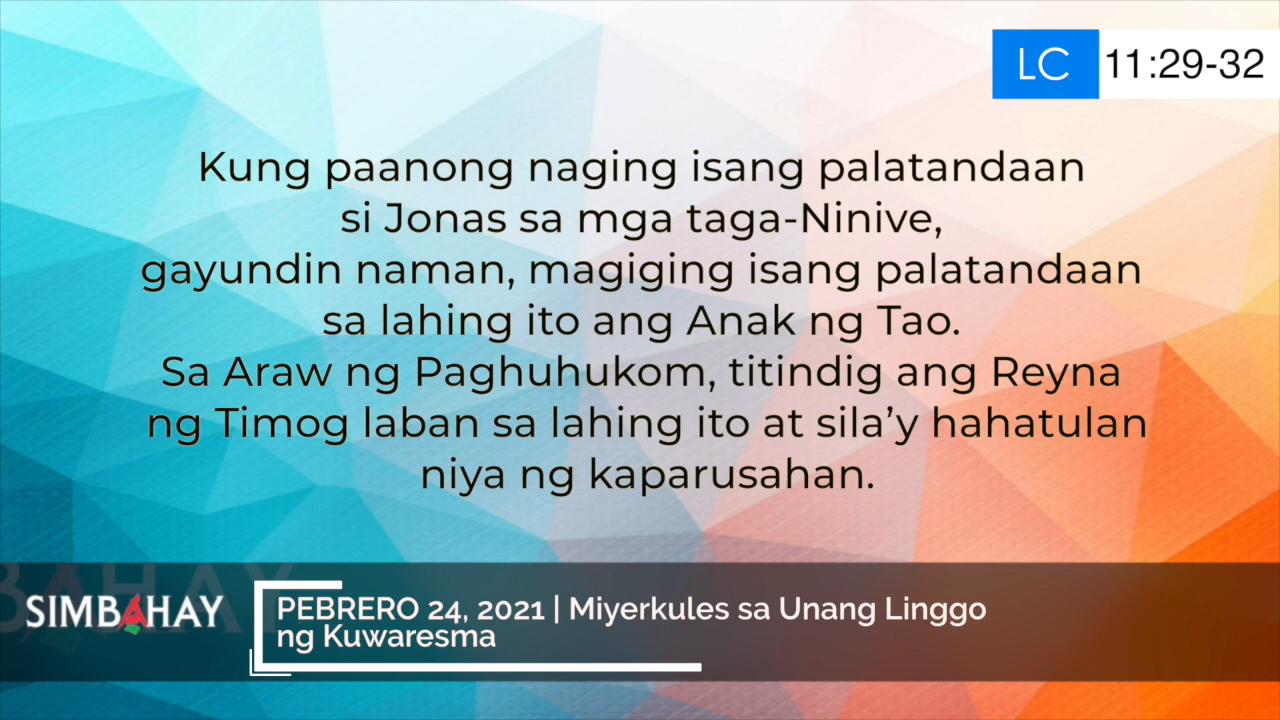 LC 11:29-32
Kung paanong naging isang palatandaan
si Jonas sa mga taga-Ninive,
gayundin naman, magiging isang palatandaan
sa lahing ito ang Anak ng Tao.
Sa Araw ng Paghuhukom, titindig ang Reyna
ng Timog laban sa lahing ito at sila’y hahatulan
niya ng kaparusahan.
SIMBAHAY
PEBRERO 24, 2021 | Miyerkules sa Unang Linggo
ng Kuwaresma